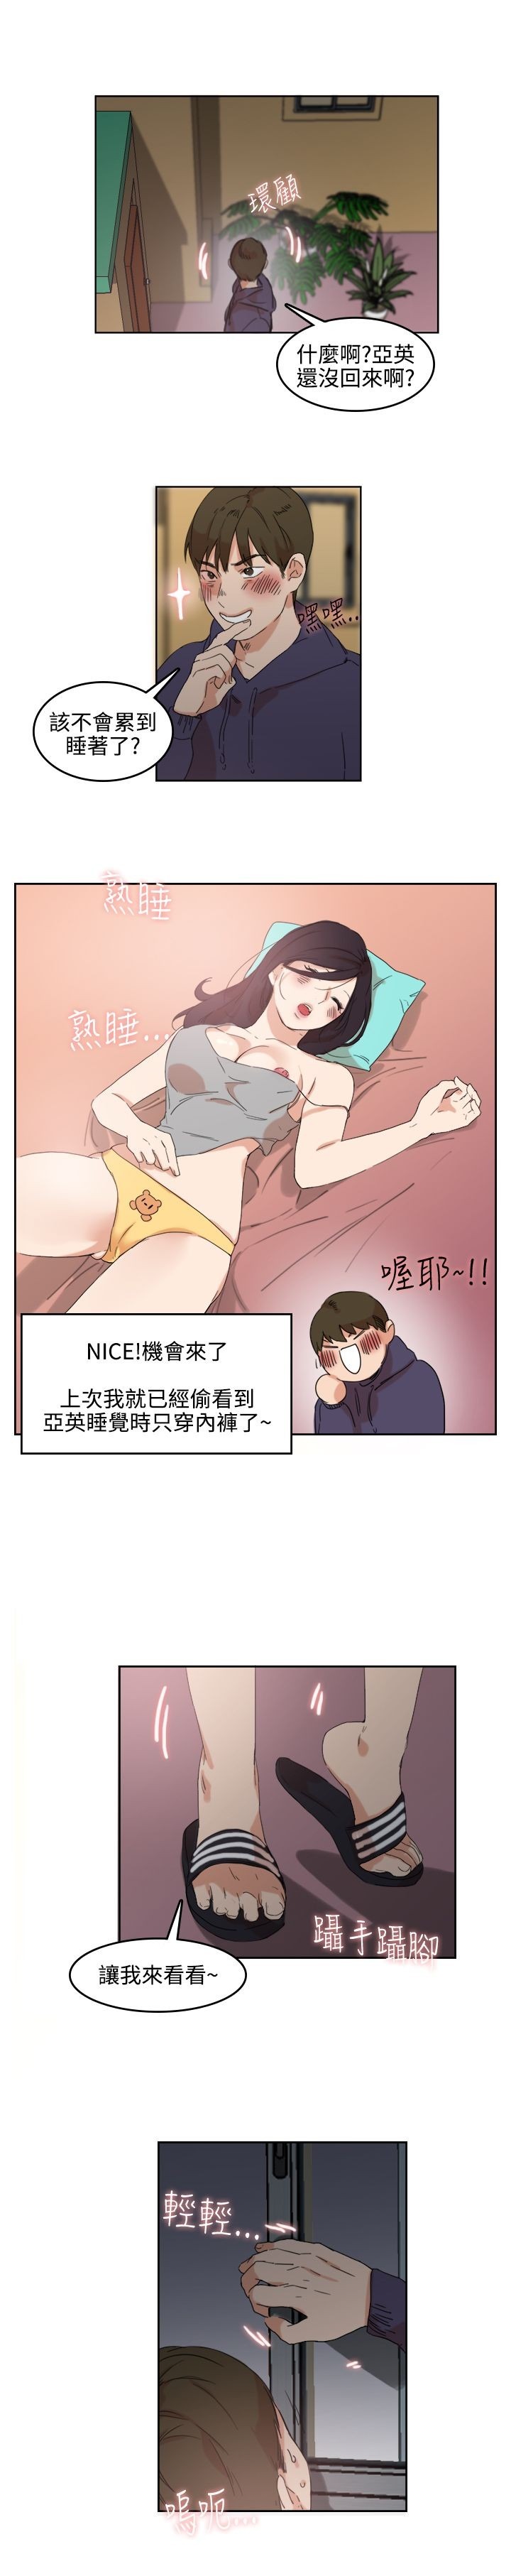 環顧
什麼啊?亞英
還沒回來啊?
嘿嘿..
該不會累到
睡著了?
熟睡
熟睡...
喔耶~!!
NICE!機會來了
上次我就已經偷看到
亞英睡覺時只穿內褲了~
躡手躡腳
讓我來看看~
輕輕...
嗚呃...